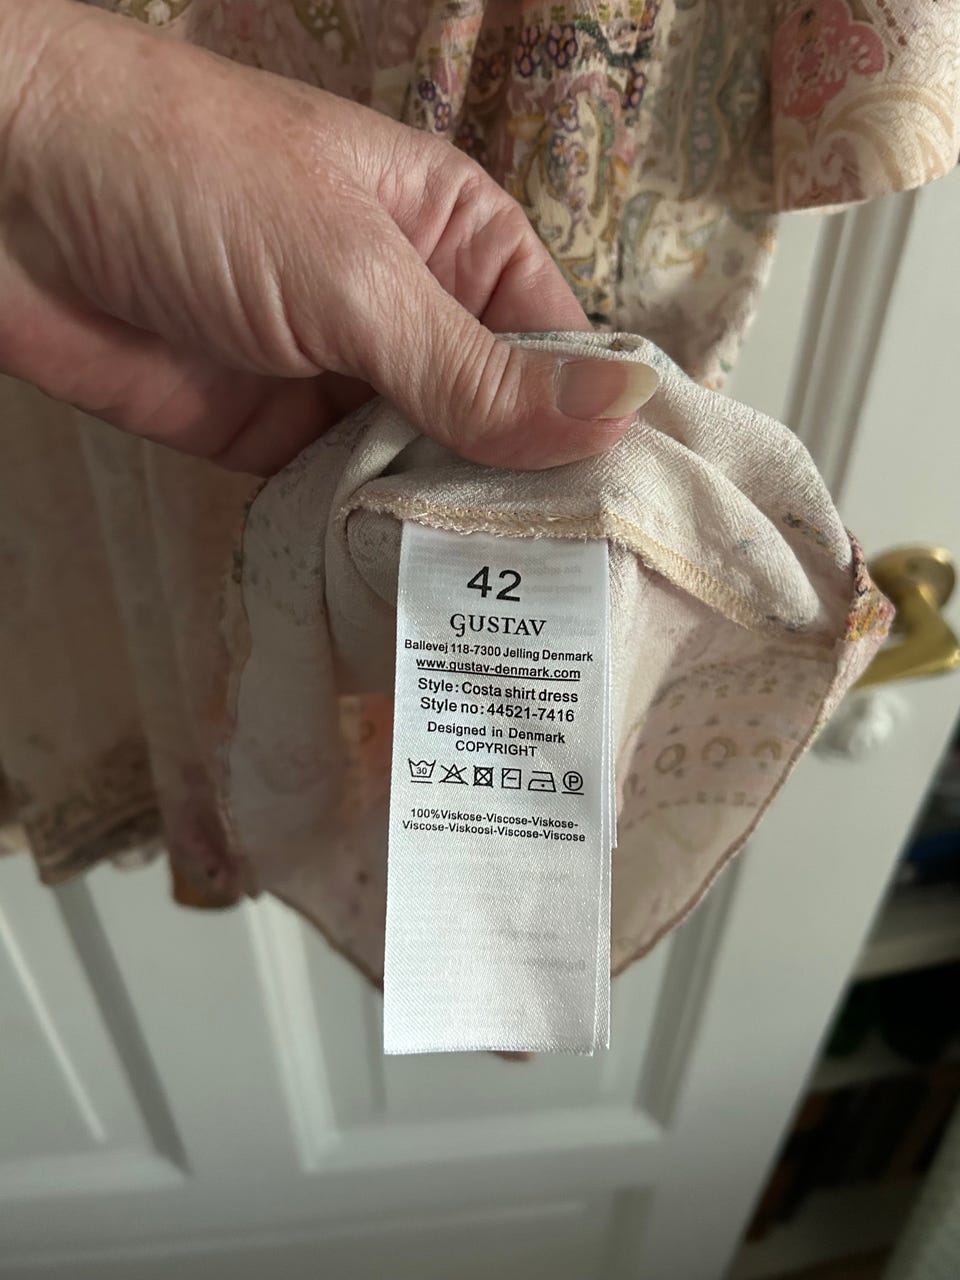 42
GUSTAV
Ballevej 118-7300 Jelling Denmark
www.gustav-denmark.com
Style: Costa shirt dress
Style no: 44521-7416
Designed in Denmark
COPYRIGHT
30 P
100%Viskose-Viscose-Viskose-
Viscose-Viskoosi-Viscose-Viscose